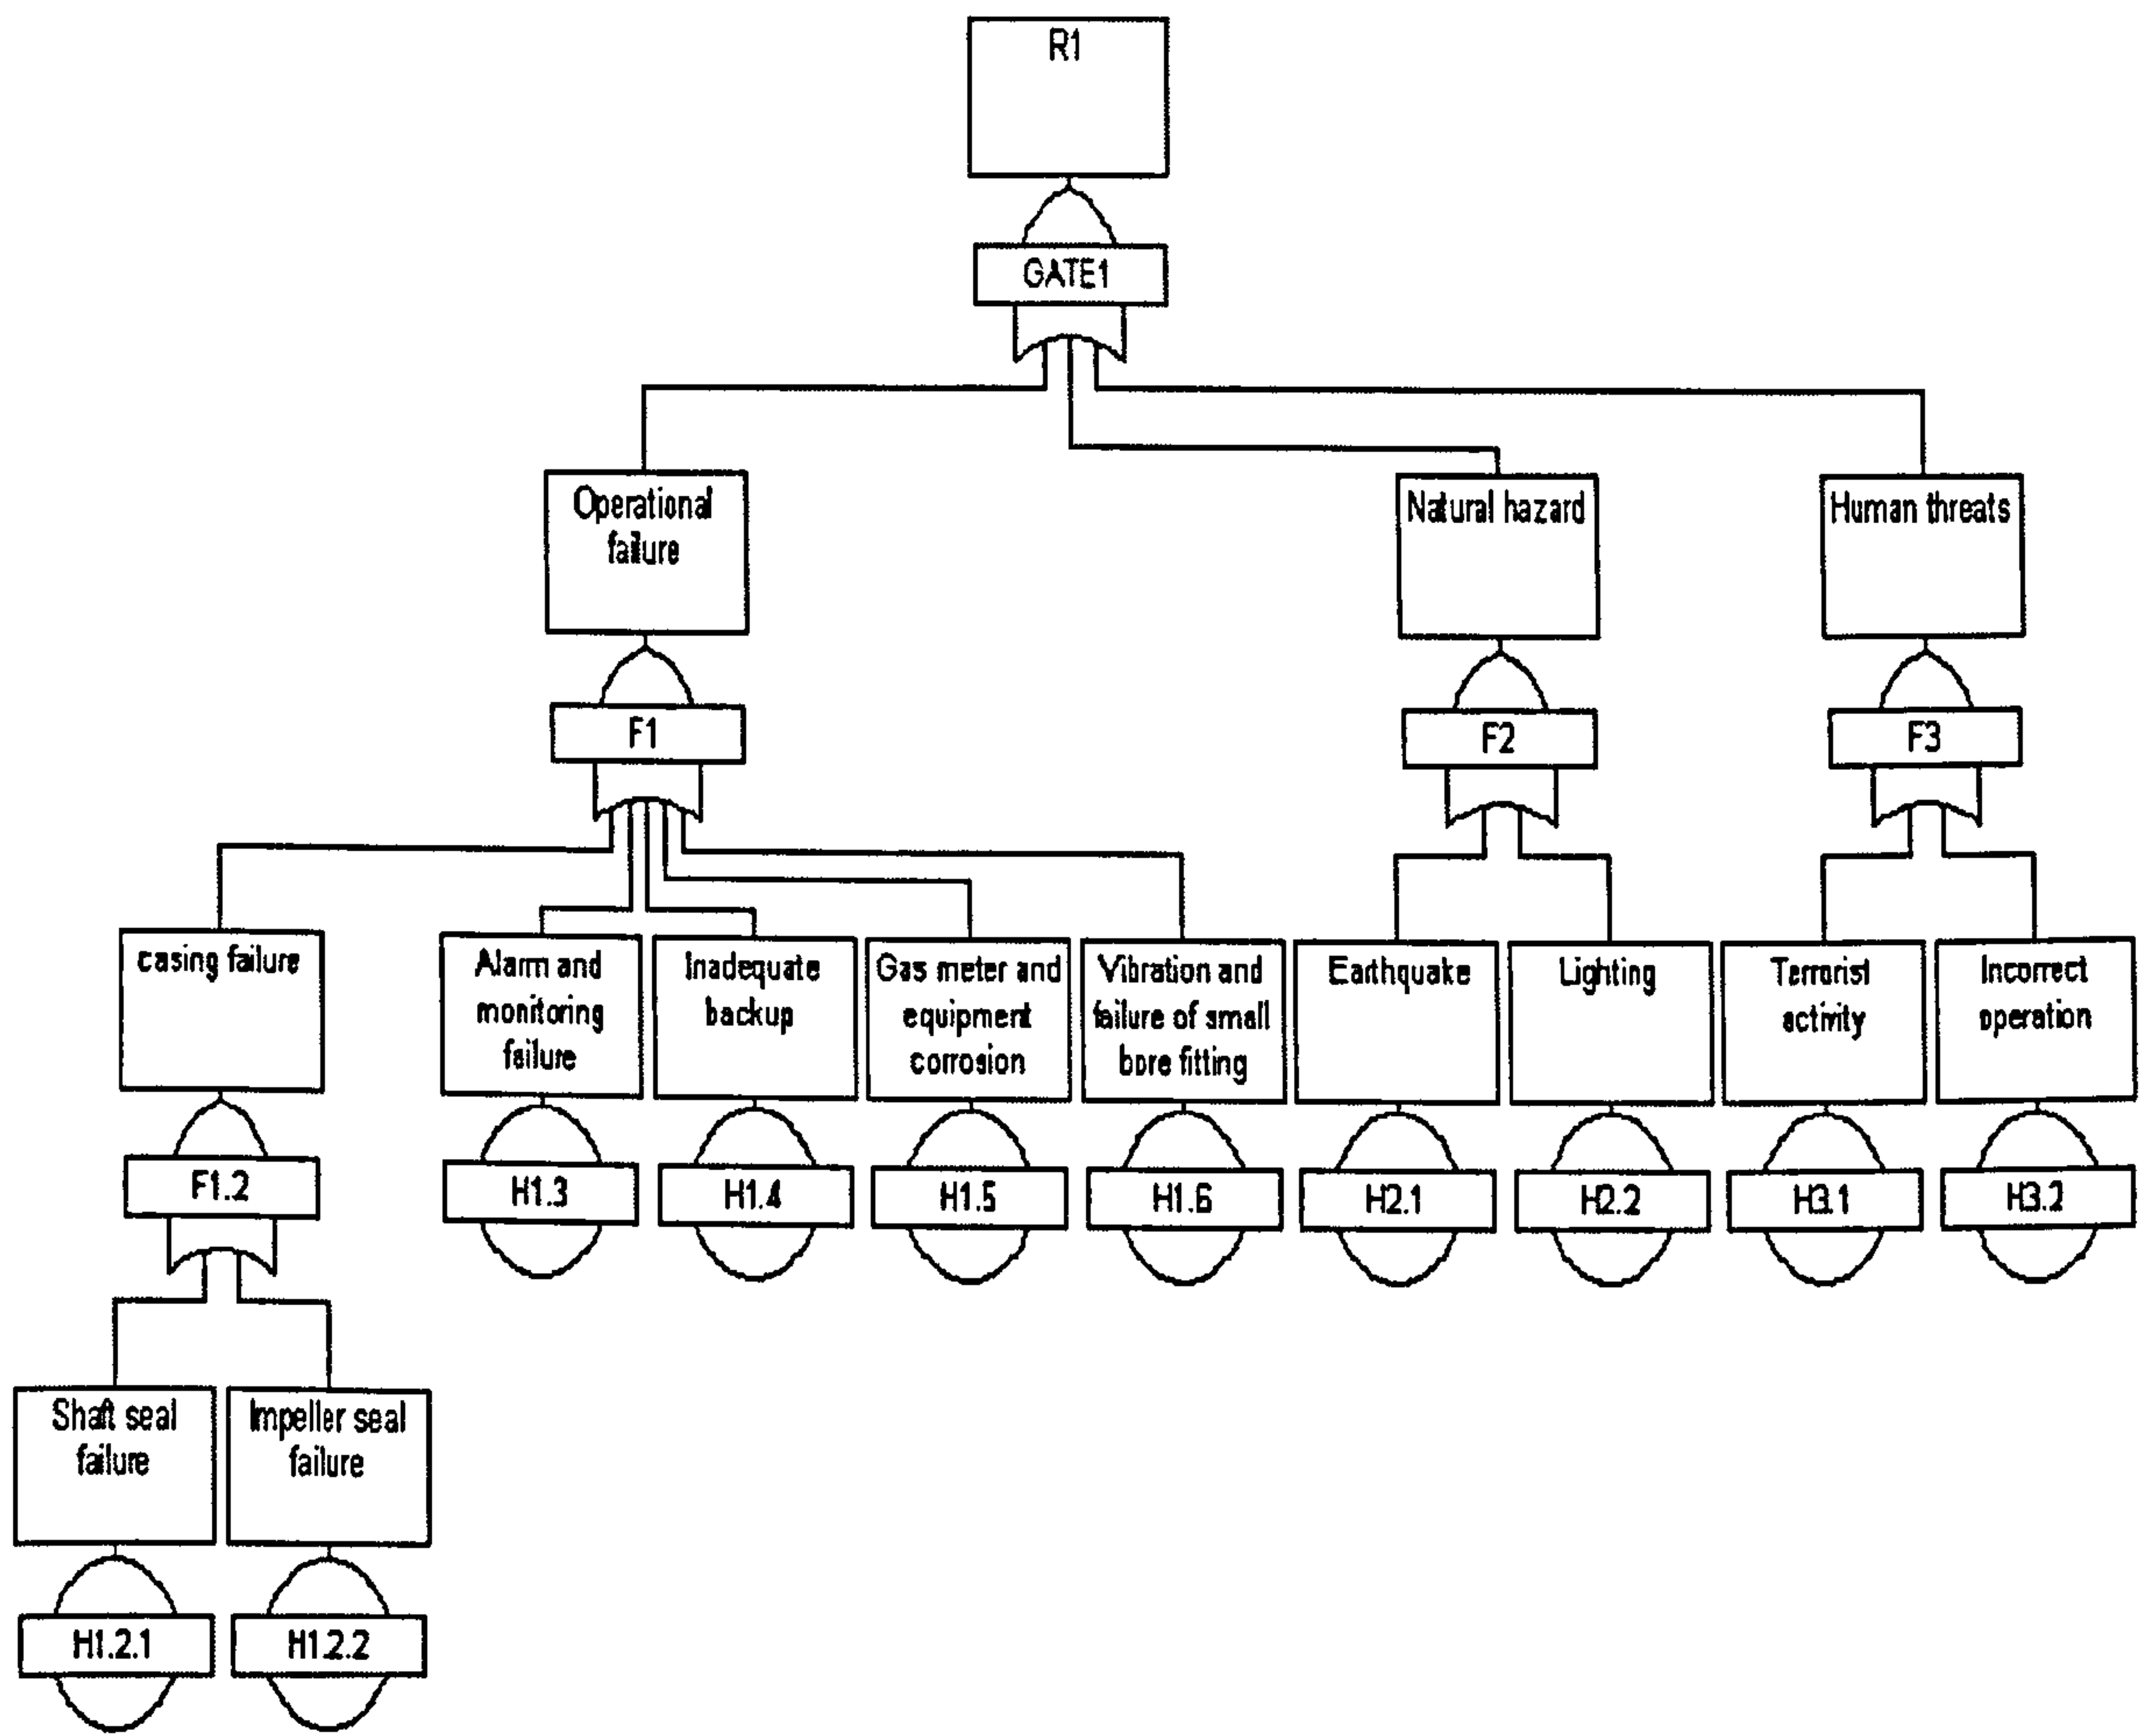 R1
GATE1
Operational
failure
Natural hazard
Human threats
F1
F2
F3
casing failure
Alarm and
monitoring
failure
Inadequate
backup
Gas meter and
equipment
corrosion
Vibration and
failure of small
bore fitting
Earthquake
Lighting
Terrorist
activity
Incorrect
operation
F1.2
H1.3
H1.4
H1.5
H1.6
H2.1
H2.2
H3.1
H3.2
Shaft seal
failure
Impeller seal
failure
H1.2.1
H1.2.2